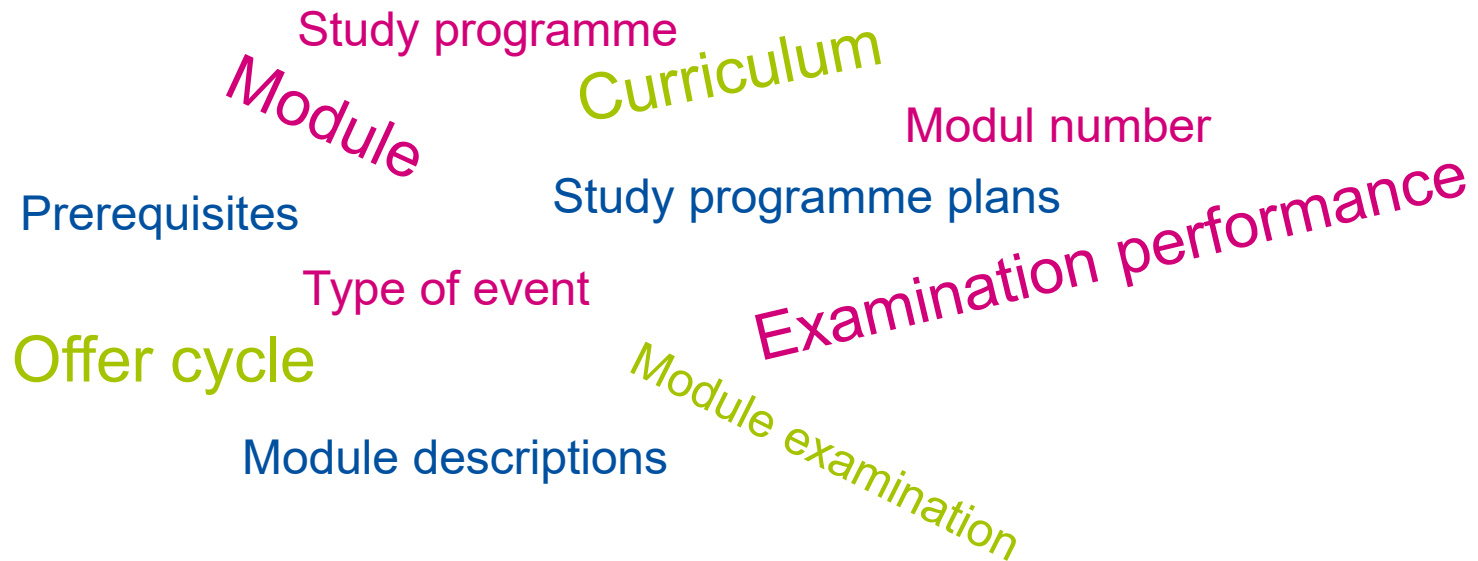 Study programme
Curriculum
Module
Modul number
Prerequisites
Study programme plans
Examination performance
Type of event
Offer cycle
Module examination
Module descriptions